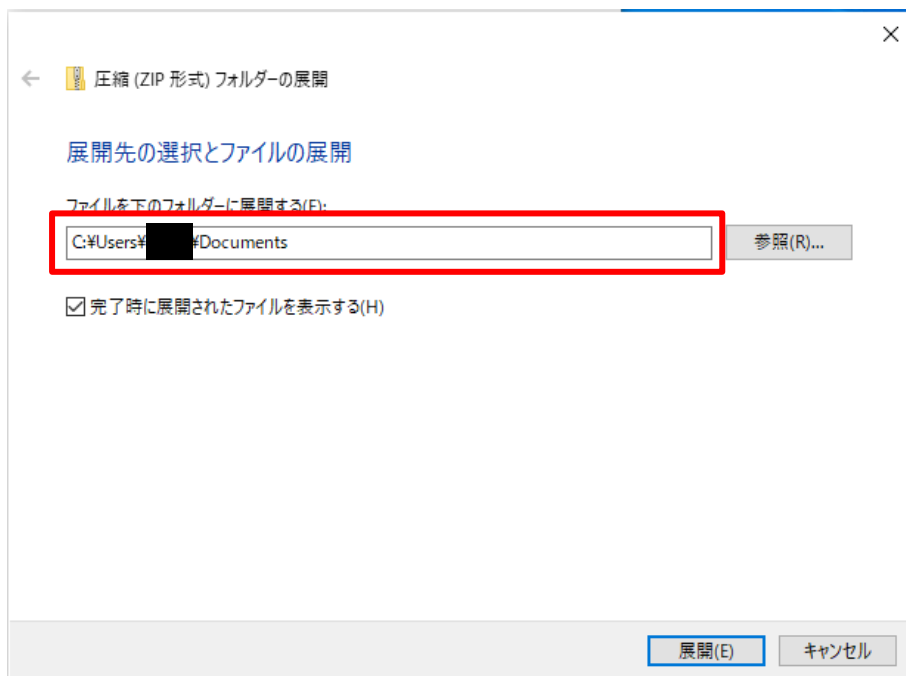 圧縮 (ZIP 形式) フォルダーの展開
展開先の選択とファイルの展開
ファイルを下のフォルダーに展開する(F):
C:¥Users¥ ¥Documents
参照(R)...
完了時に展開されたファイルを表示する(H)
展開(E)
キャンセル